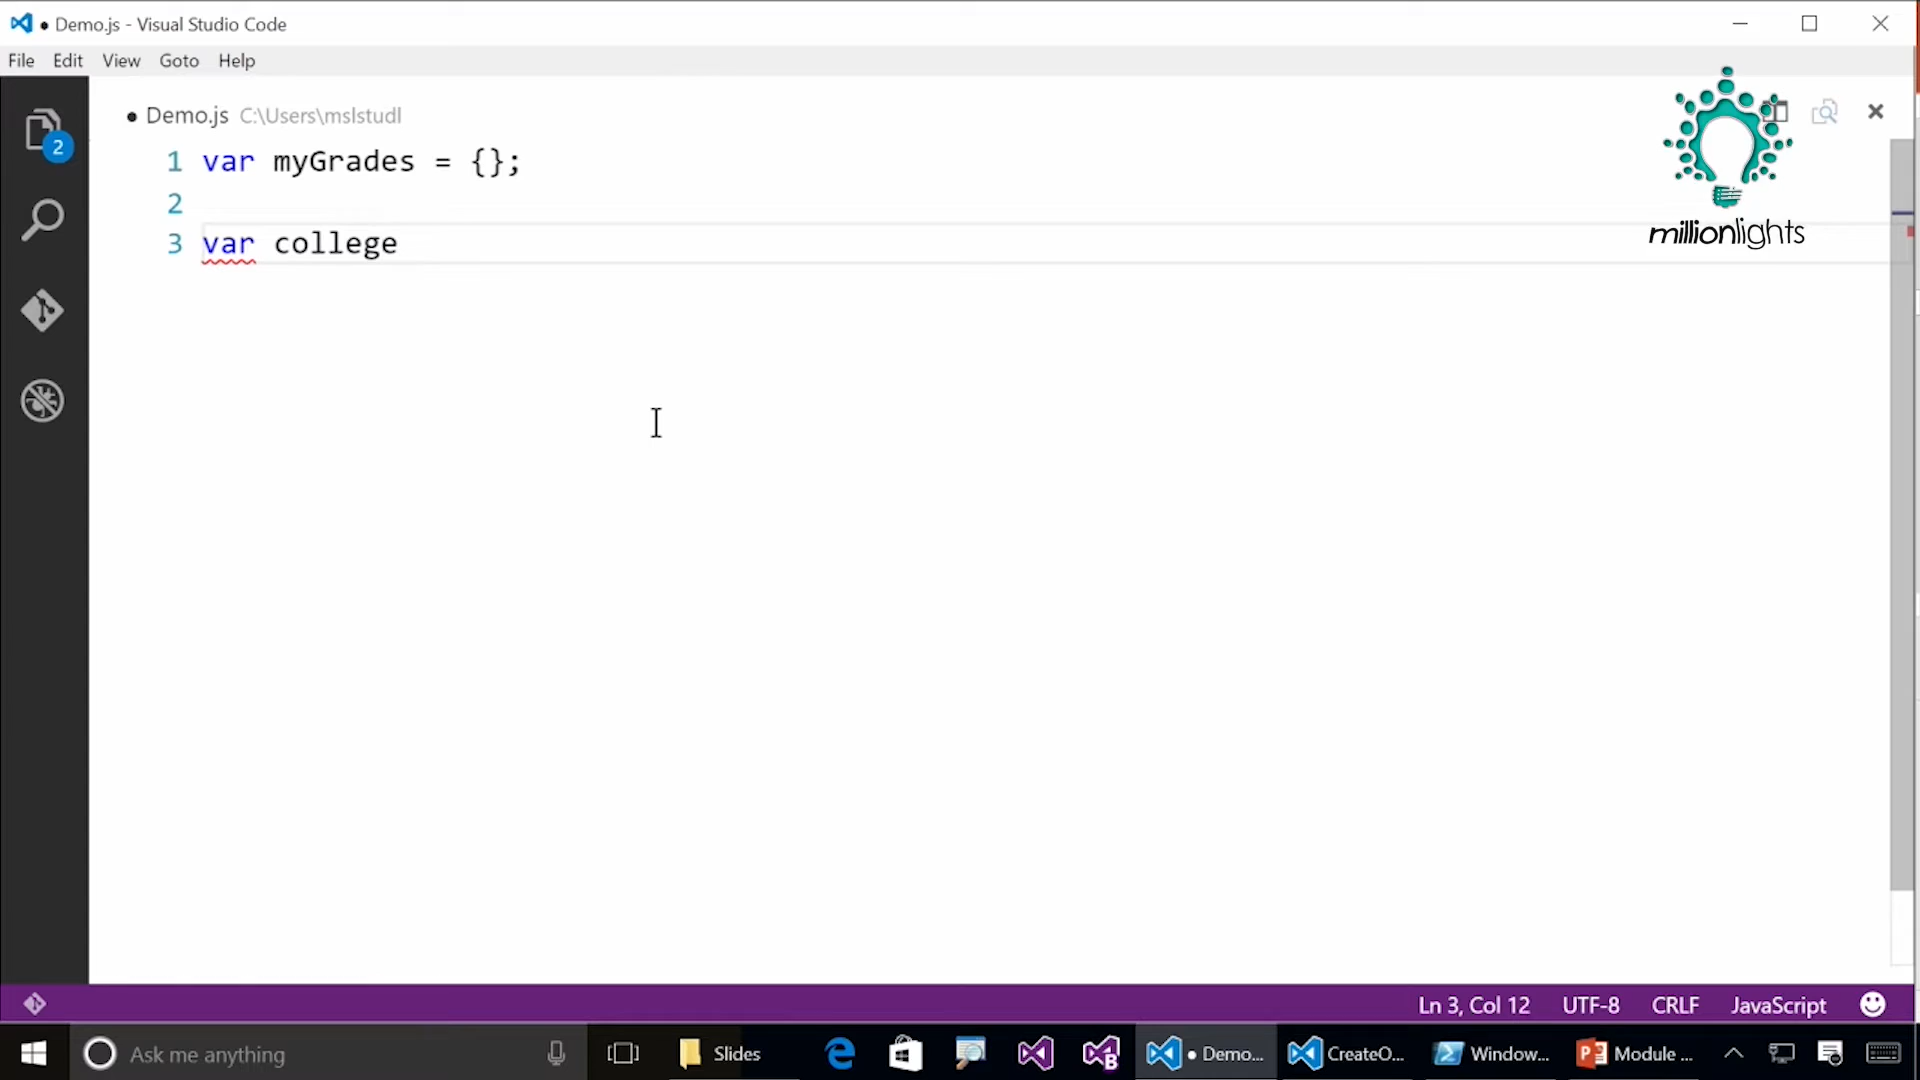 Demo.js - Visual Studio Code
File Edit View Goto Help
Demo.js C:\Users\mslstudl
millionlights
2
1 var myGrades = {};
2
3 var college
Ln 3, Col 12 UTF-8 CRLF JavaScript
Ask me anything Slides Demo... CreateO... Window... Module ...